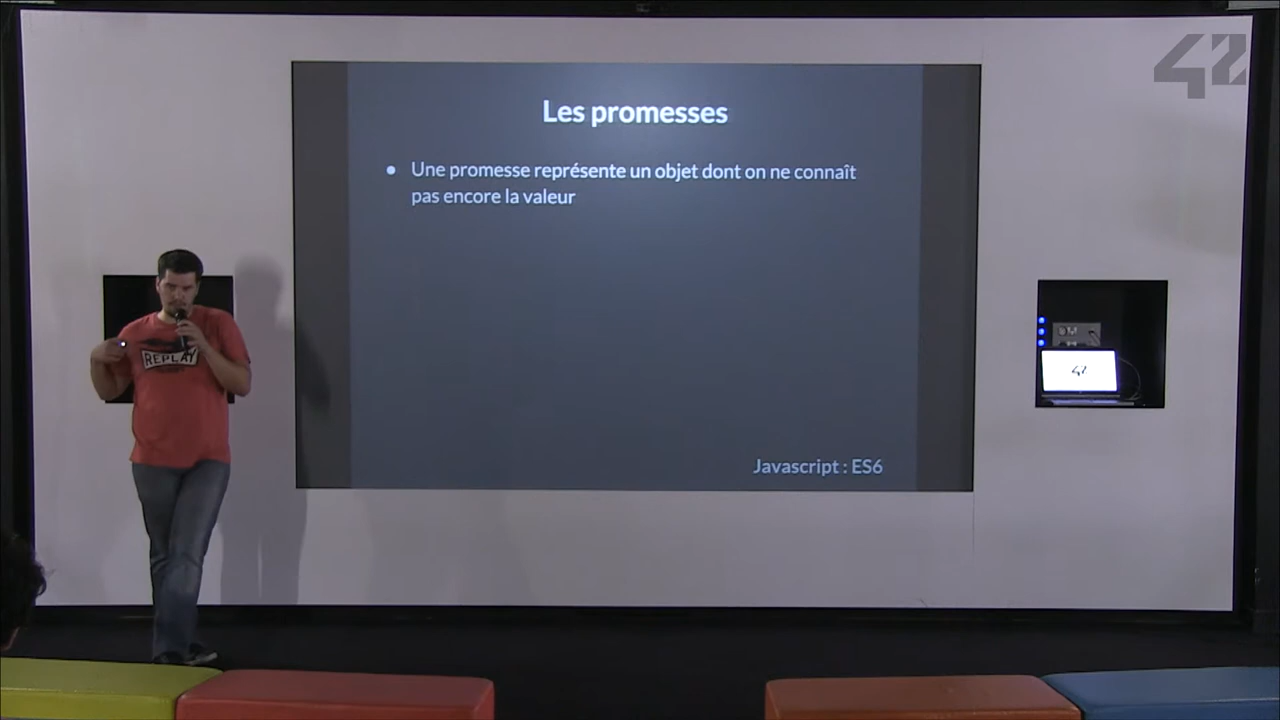 42
Les promesses
• Une promesse représente un objet dont on ne connaît
pas encore la valeur
REPLAY
42
Javascript : ES6